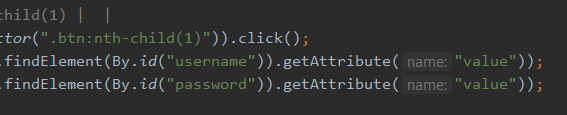 child(1) | |
ctor(".btn:nth-child(1)")).click();
.findElement(By.id("username")).getAttribute( name: "value"));
.findElement(By.id("password")).getAttribute( name: "value"));